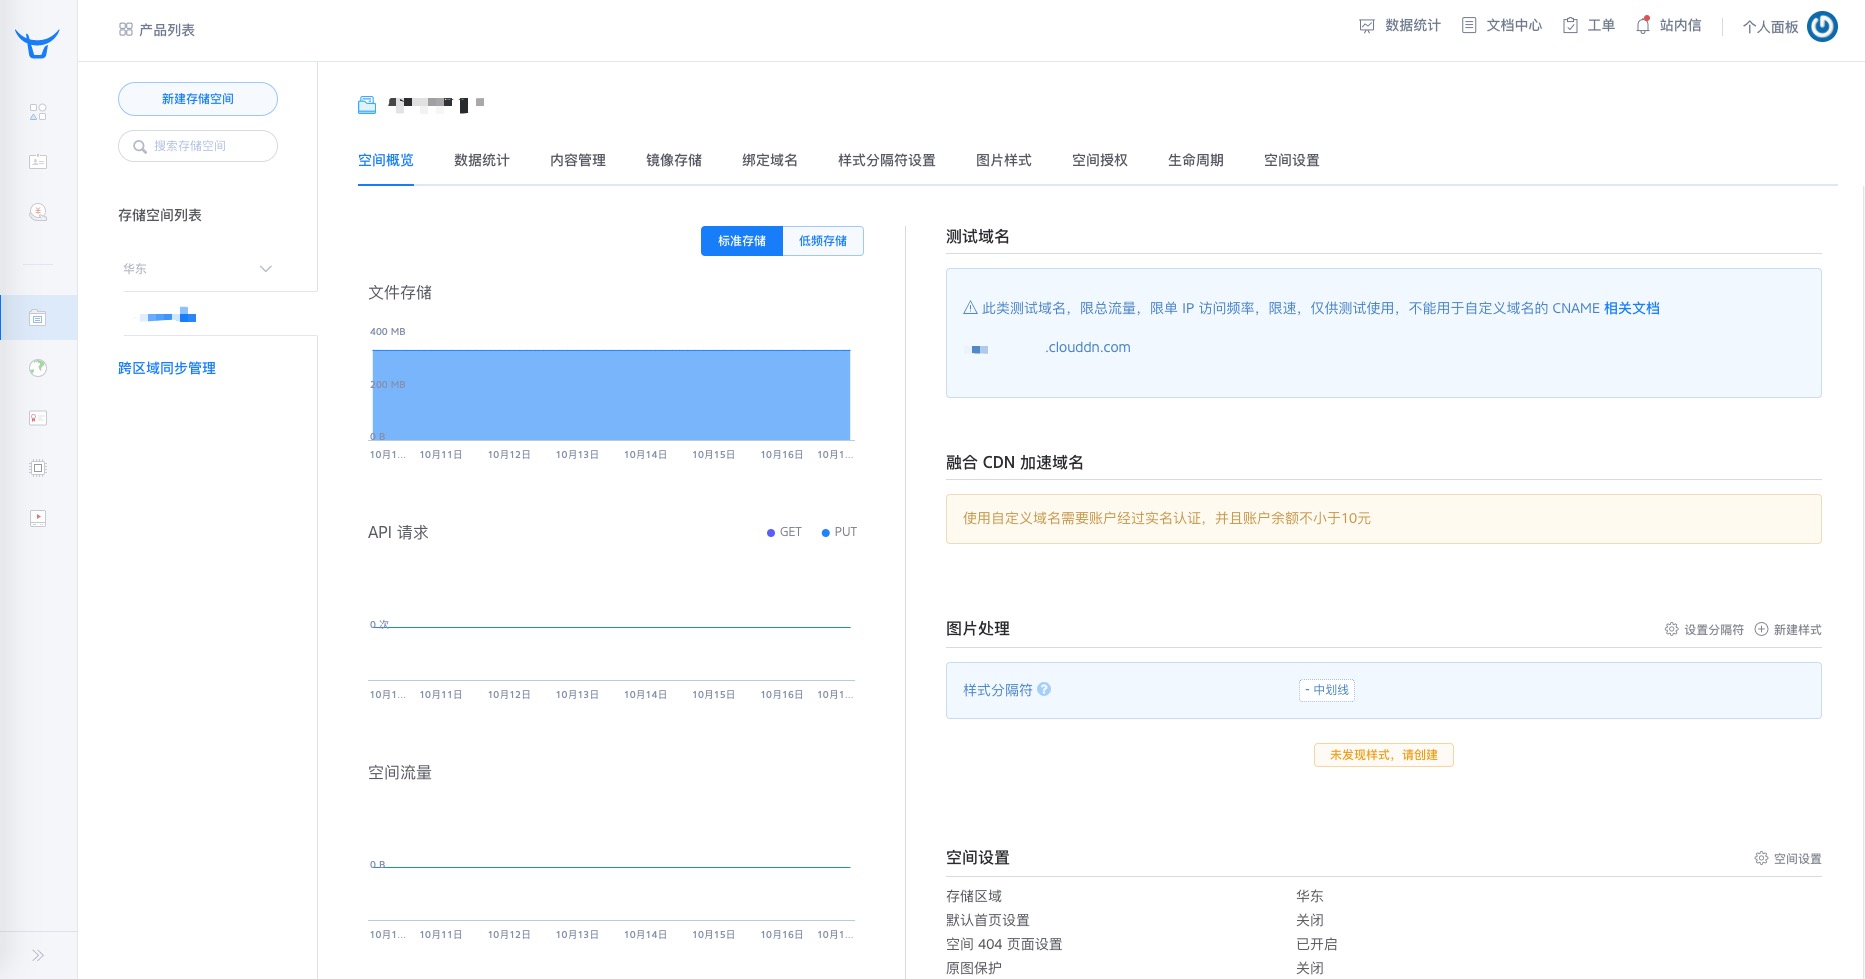 产品列表
数据统计
文档中心
工单
站内信
个人面板
新建存储空间
搜索存储空间
存储空间列表
华东
跨区域同步管理
空间概览 数据统计 内容管理 镜像存储 绑定域名 样式分隔符设置 图片样式 空间授权 生命周期 空间设置
标准存储 低频存储
文件存储
400 MB
200 MB
0 B
10月1... 10月11日 10月12日 10月13日 10月14日 10月15日 10月16日 10月1...
API 请求
GET PUT
0 次
10月1... 10月11日 10月12日 10月13日 10月14日 10月15日 10月16日 10月1...
空间流量
0 B
10月1... 10月11日 10月12日 10月13日 10月14日 10月15日 10月16日 10月1...
测试域名
此类测试域名，限总流量，限单 IP 访问频率，限速，仅供测试使用，不能用于自定义域名的 CNAME 相关文档
.clouddn.com
融合 CDN 加速域名
使用自定义域名需要账户经过实名认证，并且账户余额不小于10元
图片处理
设置分隔符 新建样式
样式分隔符 ?
- 中划线
未发现样式，请创建
空间设置
空间设置
存储区域 华东
默认首页设置 关闭
空间 404 页面设置 已开启
原图保护 关闭